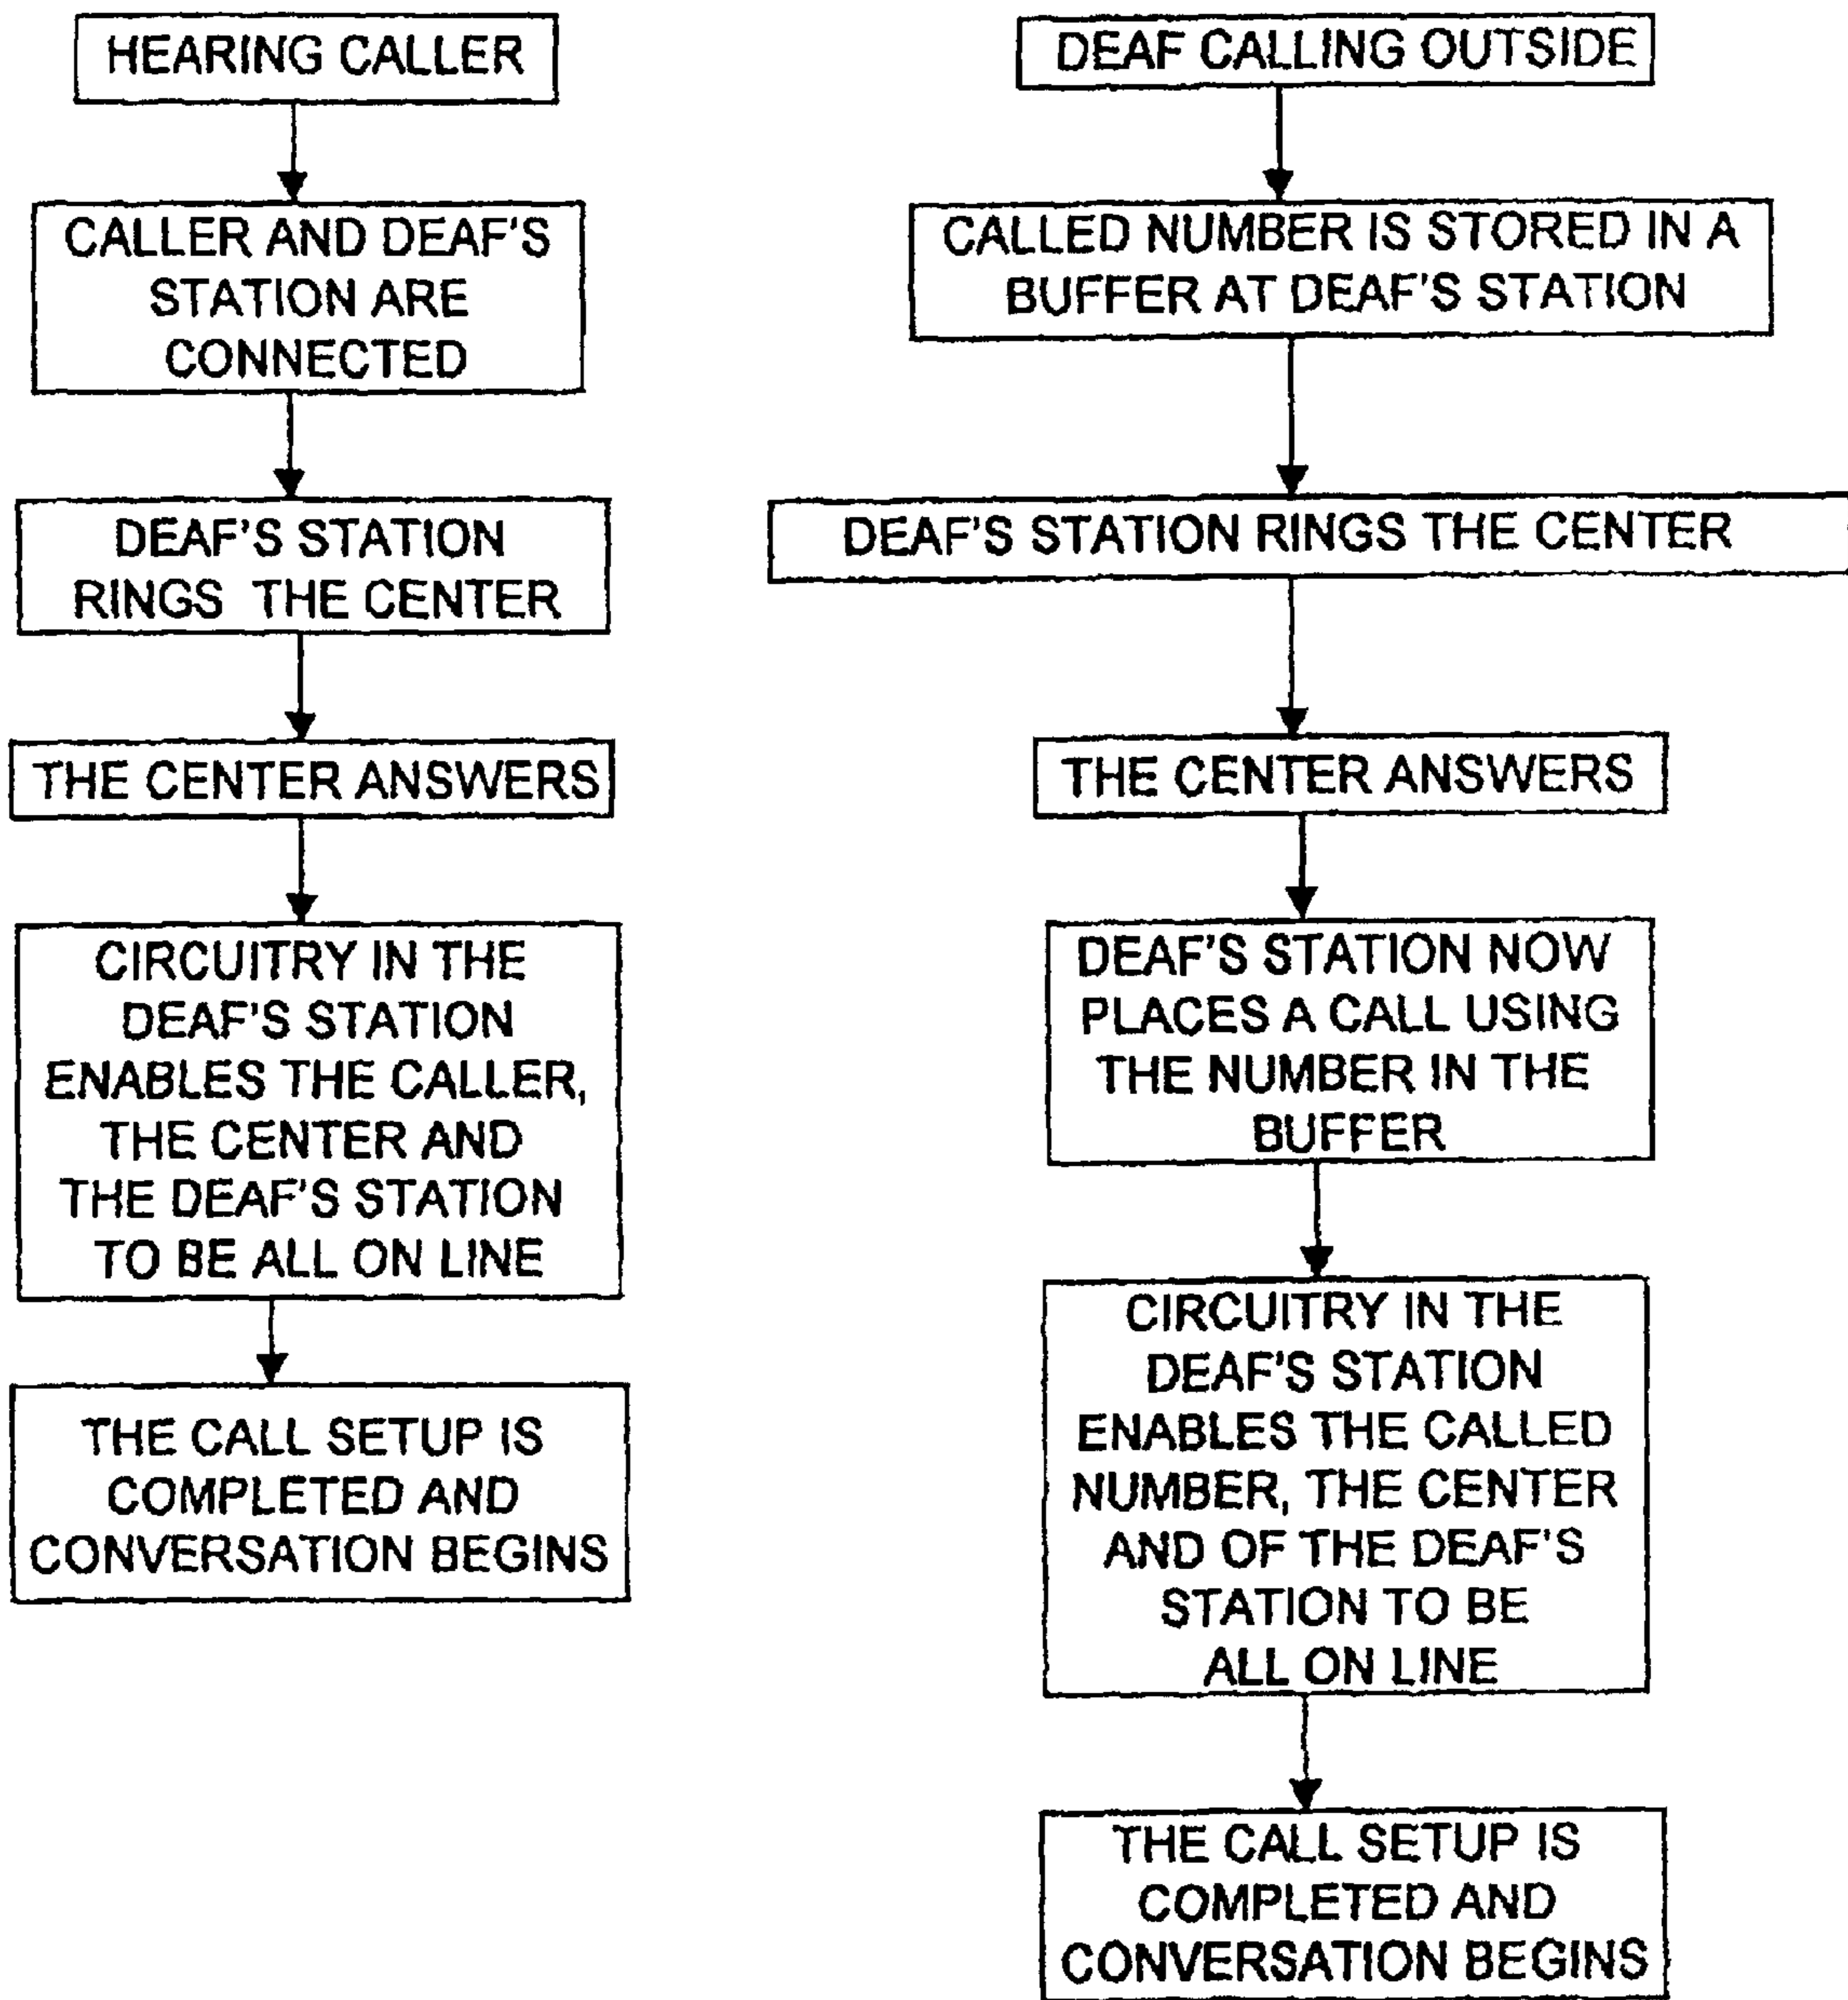 HEARING CALLER
CALLER AND DEAF'S
STATION ARE
CONNECTED
DEAF'S STATION
RINGS THE CENTER
THE CENTER ANSWERS
CIRCUITRY IN THE
DEAF'S STATION
ENABLES THE CALLER,
THE CENTER AND
THE DEAF'S STATION
TO BE ALL ON LINE
THE CALL SETUP IS
COMPLETED AND
CONVERSATION BEGINS
DEAF CALLING OUTSIDE
CALLED NUMBER IS STORED IN A
BUFFER AT DEAF'S STATION
DEAF'S STATION RINGS THE CENTER
THE CENTER ANSWERS
DEAF'S STATION NOW
PLACES A CALL USING
THE NUMBER IN THE
BUFFER
CIRCUITRY IN THE
DEAF'S STATION
ENABLES THE CALLED
NUMBER, THE CENTER
AND OF THE DEAF'S
STATION TO BE
ALL ON LINE
THE CALL SETUP IS
COMPLETED AND
CONVERSATION BEGINS